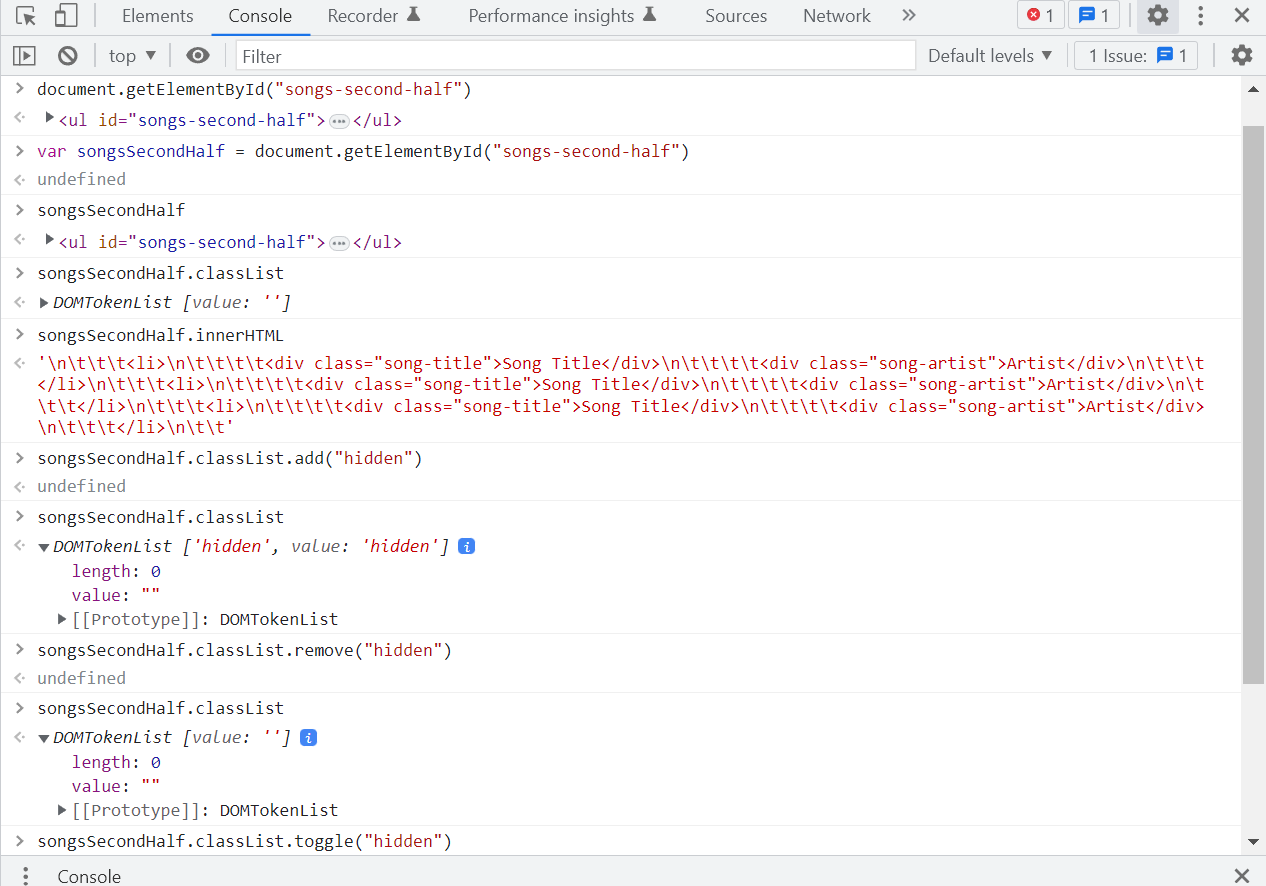 Elements Console Recorder Performance insights Sources Network 1 1
top ▼ Filter Default levels ▼ 1 Issue: 1
> document.getElementById("songs-second-half")
<ul id="songs-second-half">…</ul>
> var songsSecondHalf = document.getElementById("songs-second-half")
undefined
> songsSecondHalf
<ul id="songs-second-half">…</ul>
> songsSecondHalf.classList
DOMTokenList [value: '']
> songsSecondHalf.innerHTML
'\n\t\t\t<li>\n\t\t\t\t<div class="song-title">Song Title</div>\n\t\t\t\t<div class="song-artist">Artist</div>\n\t\t\t
</li>\n\t\t\t<li>\n\t\t\t\t<div class="song-title">Song Title</div>\n\t\t\t\t<div class="song-artist">Artist</div>\n\t
\t\t</li>\n\t\t\t<li>\n\t\t\t\t<div class="song-title">Song Title</div>\n\t\t\t\t<div class="song-artist">Artist</div>
\n\t\t\t</li>\n\t\t'
> songsSecondHalf.classList.add("hidden")
undefined
> songsSecondHalf.classList
DOMTokenList ['hidden', value: 'hidden'] i
length: 0
value: ""
[[Prototype]]: DOMTokenList
> songsSecondHalf.classList.remove("hidden")
undefined
> songsSecondHalf.classList
DOMTokenList [value: ''] i
length: 0
value: ""
[[Prototype]]: DOMTokenList
> songsSecondHalf.classList.toggle("hidden")
Console